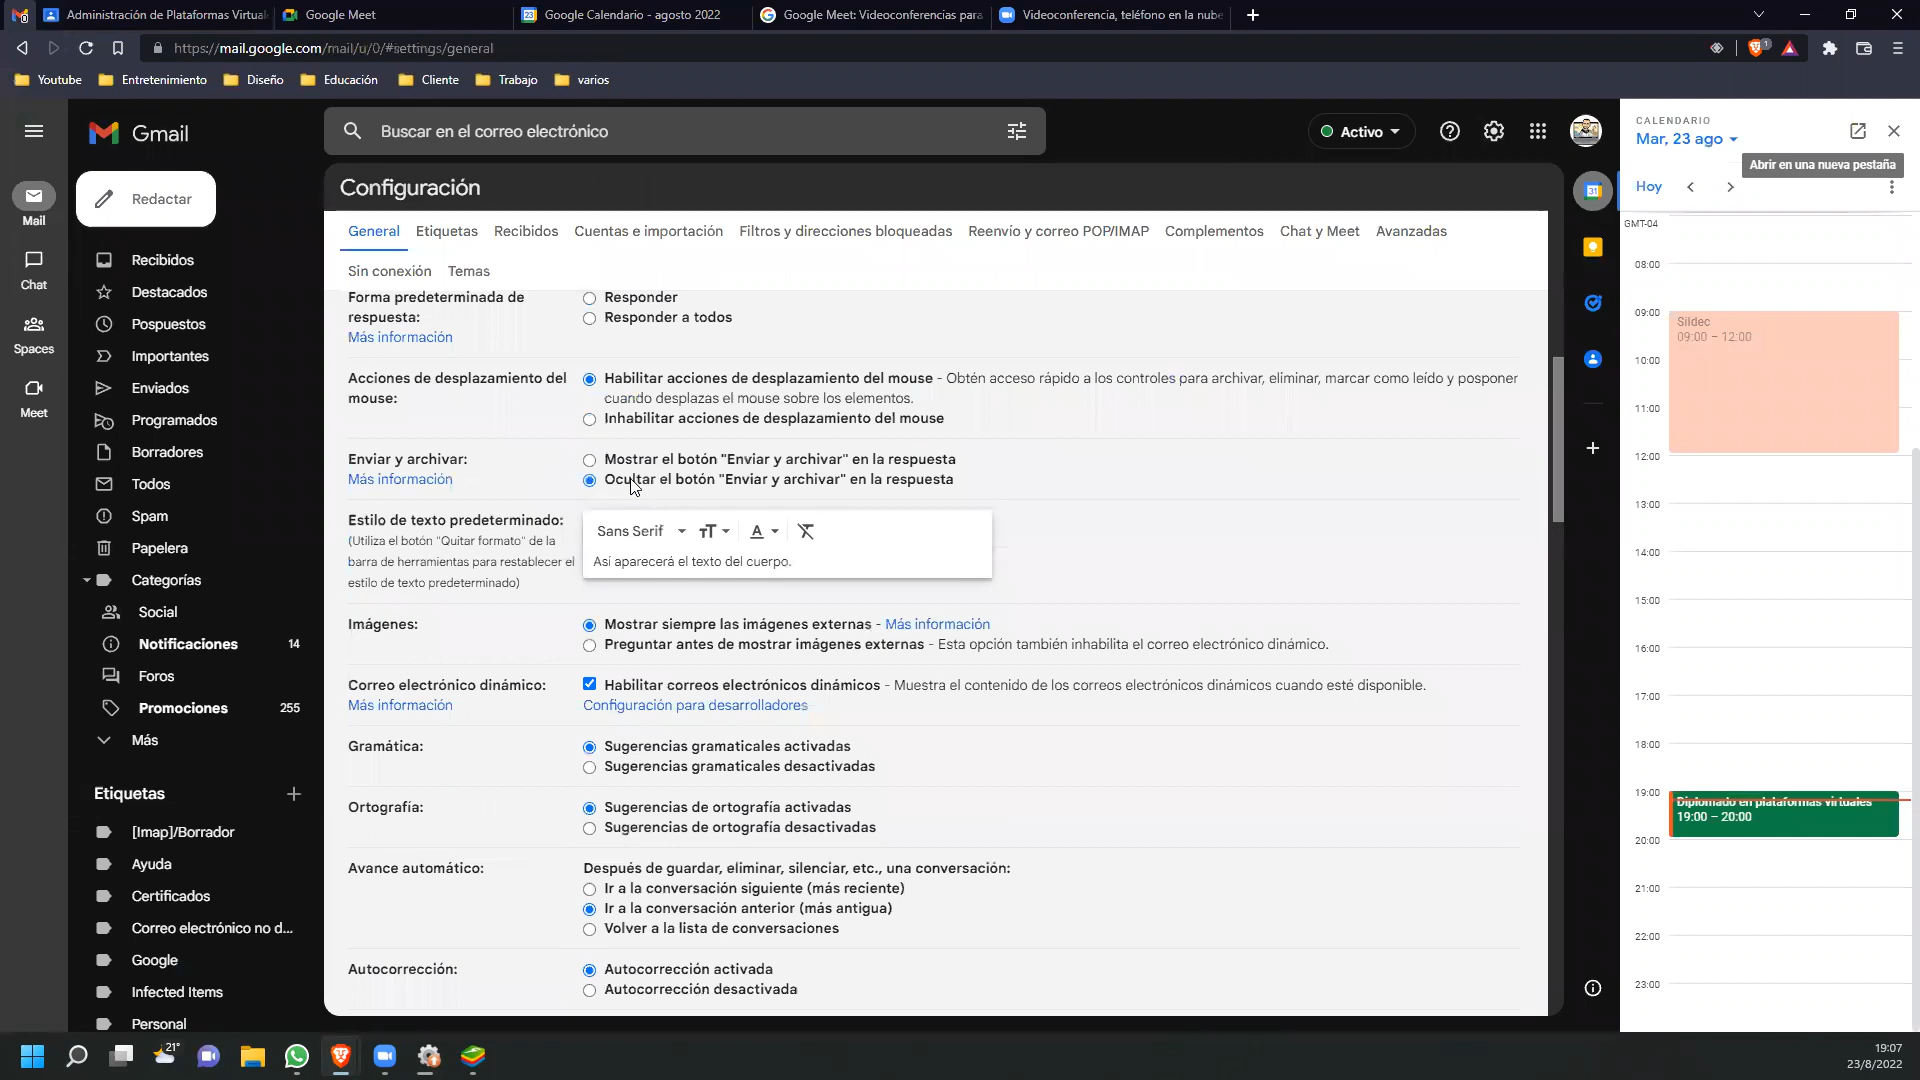 Administración de Plataformas Virtual
Google Meet
Google Calendario - agosto 2022
Google Meet: Videoconferencias para
Videoconferencia, teléfono en la nube
https://mail.google.com/mail/u/0/#settings/general
Youtube
Entretenimiento
Diseño
Educación
Cliente
Trabajo
varios
Gmail
Buscar en el correo electrónico
Activo
Redactar
Mail
Chat
Spaces
Meet
Recibidos
Destacados
Pospuestos
Importantes
Enviados
Programados
Borradores
Todos
Spam
Papelera
Categorías
Social
Notificaciones 14
Foros
Promociones 255
Más
Etiquetas
[Imap]/Borrador
Ayuda
Certificados
Correo electrónico no d...
Google
Infected Items
Personal
Configuración
General Etiquetas Recibidos Cuentas e importación Filtros y direcciones bloqueadas Reenvío y correo POP/IMAP Complementos Chat y Meet Avanzadas
Sin conexión Temas
Forma predeterminada de
respuesta:
Más información
Responder
Responder a todos
Acciones de desplazamiento del
mouse:
Habilitar acciones de desplazamiento del mouse - Obtén acceso rápido a los controles para archivar, eliminar, marcar como leído y posponer
cuando desplazas el mouse sobre los elementos.
Inhabilitar acciones de desplazamiento del mouse
Enviar y archivar:
Más información
Mostrar el botón "Enviar y archivar" en la respuesta
Ocultar el botón "Enviar y archivar" en la respuesta
Estilo de texto predeterminado:
(Utiliza el botón "Quitar formato" de la
barra de herramientas para restablecer el
estilo de texto predeterminado)
Sans Serif
Así aparecerá el texto del cuerpo.
Imágenes:
Mostrar siempre las imágenes externas - Más información
Preguntar antes de mostrar imágenes externas - Esta opción también inhabilita el correo electrónico dinámico.
Correo electrónico dinámico:
Más información
Habilitar correos electrónicos dinámicos - Muestra el contenido de los correos electrónicos dinámicos cuando esté disponible.
Configuración para desarrolladores
Gramática:
Sugerencias gramaticales activadas
Sugerencias gramaticales desactivadas
Ortografía:
Sugerencias de ortografía activadas
Sugerencias de ortografía desactivadas
Avance automático:
Después de guardar, eliminar, silenciar, etc., una conversación:
Ir a la conversación siguiente (más reciente)
Ir a la conversación anterior (más antigua)
Volver a la lista de conversaciones
Autocorrección:
Autocorrección activada
Autocorrección desactivada
CALENDARIO
Mar, 23 ago
Abrir en una nueva pestaña
Hoy
GMT-04
08:00
09:00
Sildec
09:00 – 12:00
10:00
11:00
12:00
13:00
14:00
15:00
16:00
17:00
18:00
19:00
Diplomado en plataformas virtuales
19:00 – 20:00
20:00
21:00
22:00
23:00
21°
19:07
23/8/2022